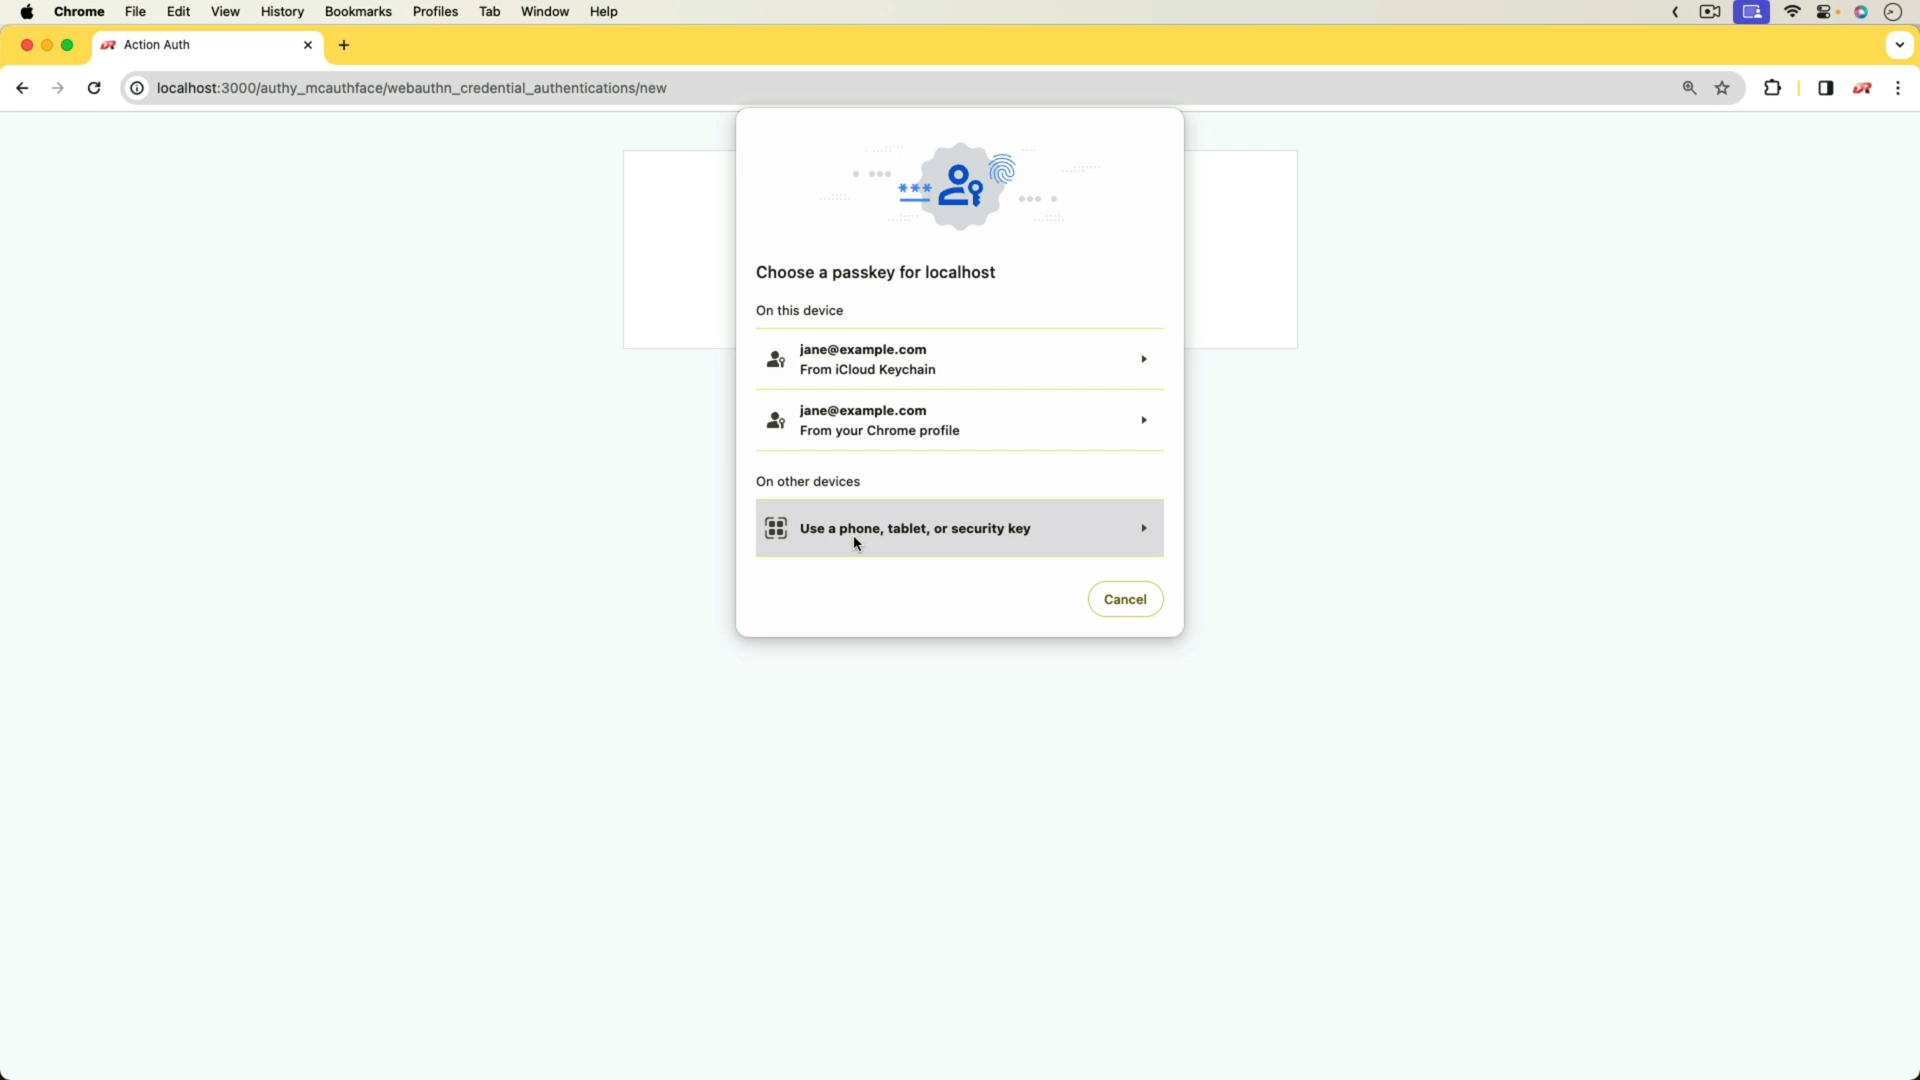 Chrome File Edit View History Bookmarks Profiles Tab Window Help
Action Auth
localhost:3000/authy_mcauthface/webauthn_credential_authentications/new
***
Choose a passkey for localhost
On this device
jane@example.com
From iCloud Keychain
jane@example.com
From your Chrome profile
On other devices
Use a phone, tablet, or security key
Cancel